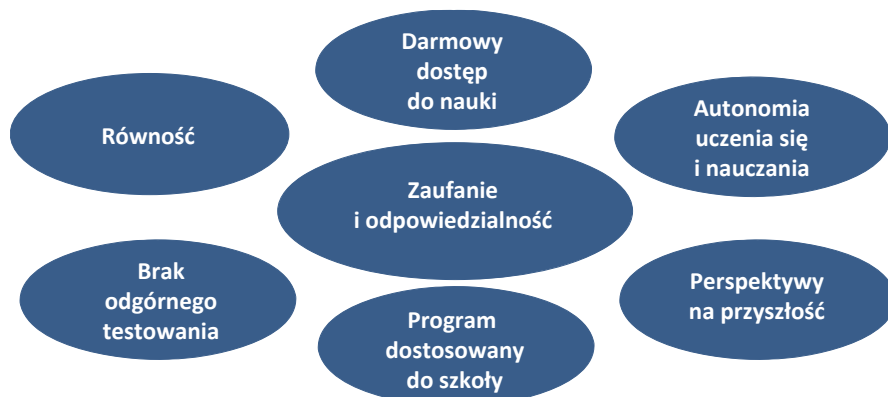 Darmowy
dostęp
do nauki
Równość
Autonomia
uczenia się
i nauczania
Zaufanie
i odpowiedzialność
Brak
odgórnego
testowania
Perspektywy
na przyszłość
Program
dostosowany
do szkoły